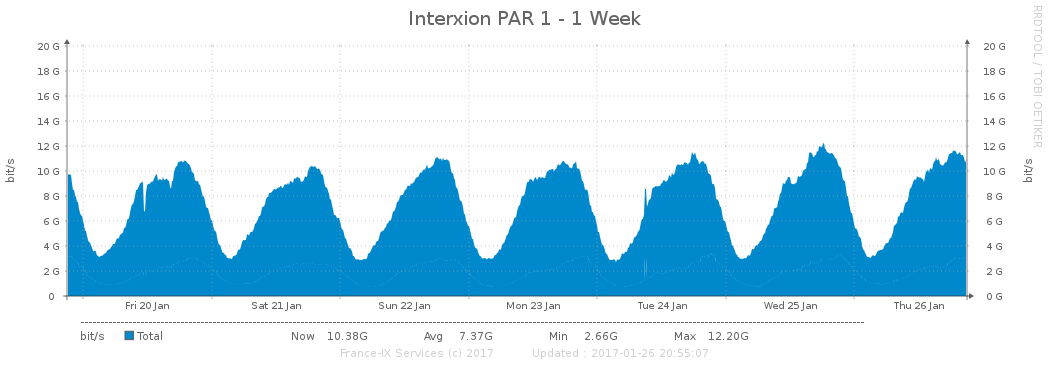 Interxion PAR 1 - 1 Week
RRDTOOL / TOBI OETIKER
bit/s
20 G
18 G
16 G
14 G
12 G
10 G
8 G
6 G
4 G
2 G
0
20 G
18 G
16 G
14 G
12 G
10 G
8 G
6 G
4 G
2 G
0 G
bit/s
Fri 20 Jan Sat 21 Jan Sun 22 Jan Mon 23 Jan Tue 24 Jan Wed 25 Jan Thu 26 Jan
bit/s Total Now 10.38G Avg 7.37G Min 2.66G Max 12.20G
France-IX Services (c) 2017 Updated : 2017-01-26 20:55:07